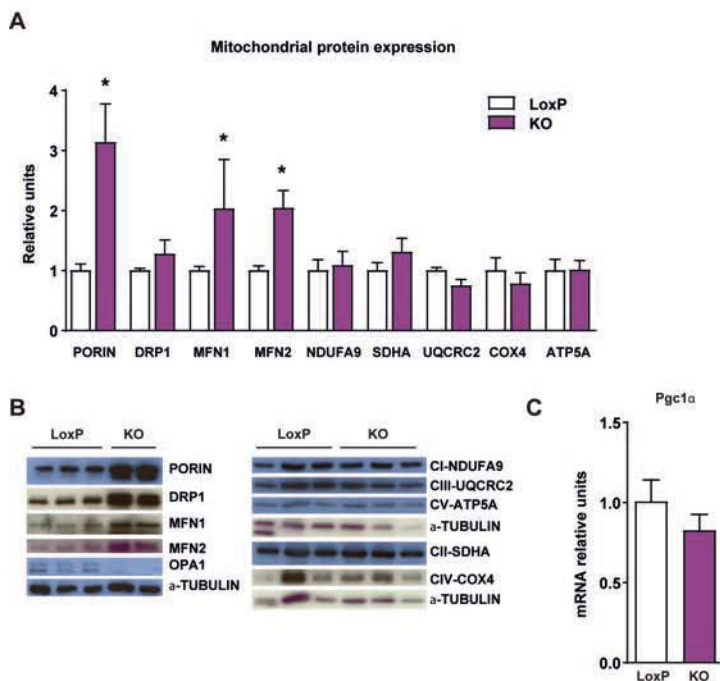 A
Mitochondrial protein expression
LoxP
KO
Relative units
4
3
2
1
0
*
*
*
PORIN DRP1 MFN1 MFN2 NDUFA9 SDHA UQCRC2 COX4 ATP5A
B
LoxP KO
PORIN
DRP1
MFN1
MFN2
OPA1
a-TUBULIN
LoxP KO
CI-NDUFA9
CIII-UQCRC2
CV-ATP5A
a-TUBULIN
CII-SDHA
CIV-COX4
a-TUBULIN
C
Pgc1α
mRNA relative units
1.5
1.0
0.5
0.0
LoxP KO